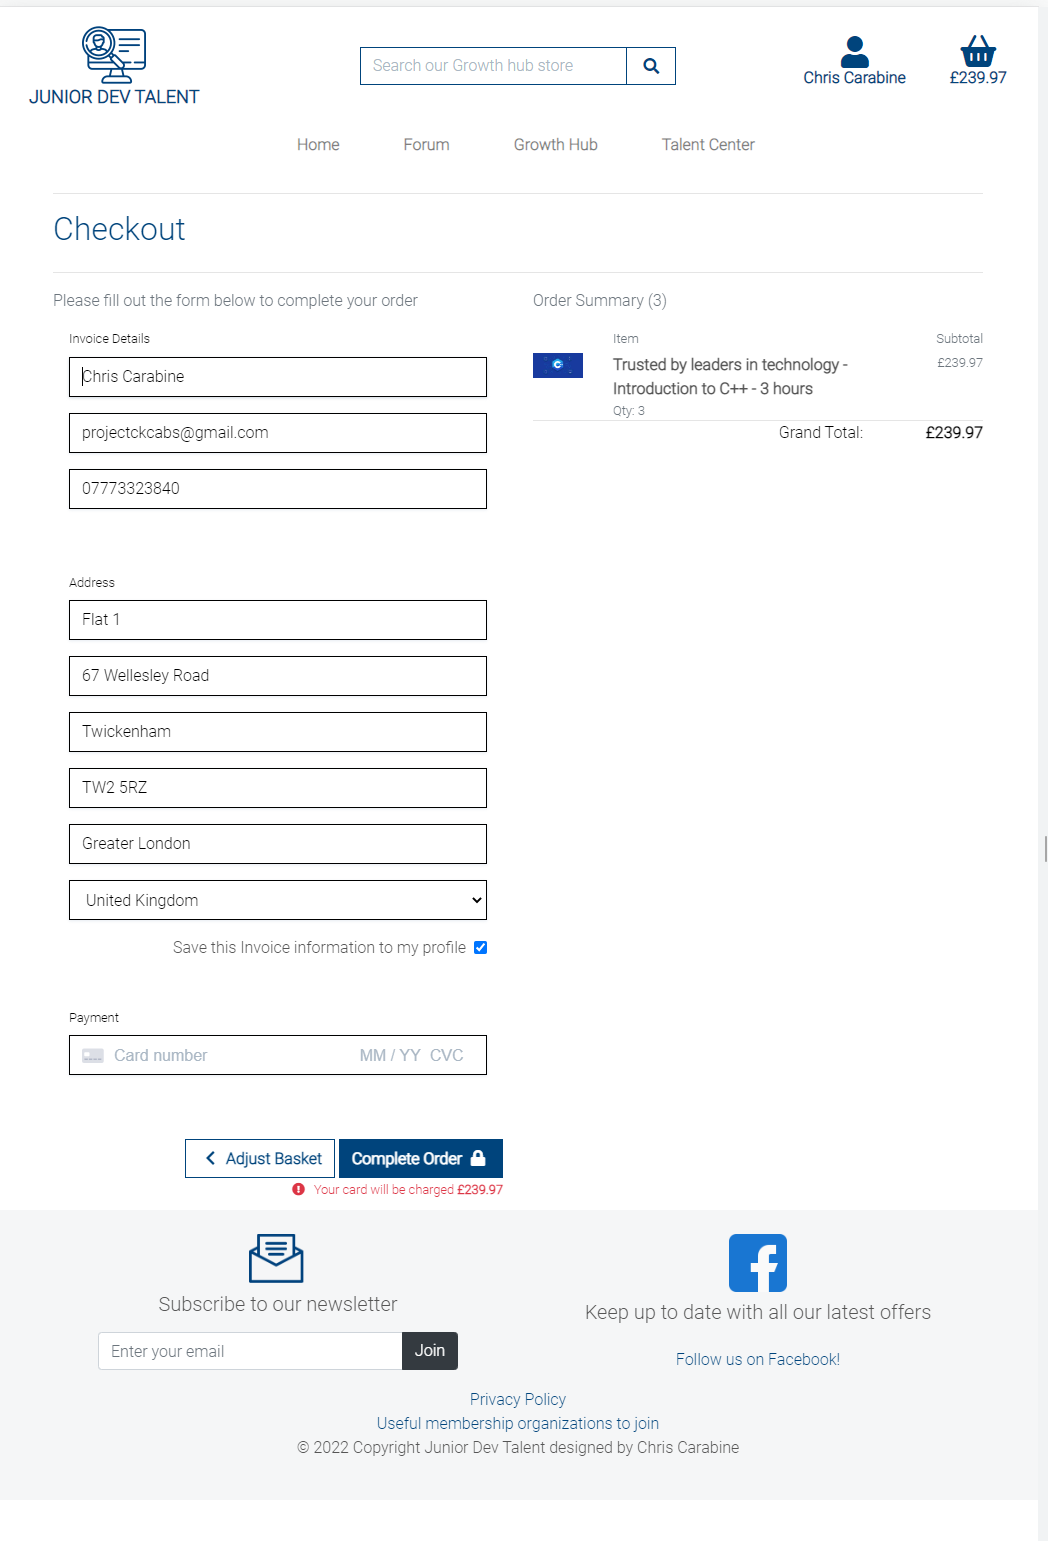 JUNIOR DEV TALENT
Search our Growth hub store
Chris Carabine
£239.97
Home Forum Growth Hub Talent Center
Checkout
Please fill out the form below to complete your order
Invoice Details
Chris Carabine
projectckcabs@gmail.com
07773323840
Address
Flat 1
67 Wellesley Road
Twickenham
TW2 5RZ
Greater London
United Kingdom
Save this Invoice information to my profile
Payment
Card number MM / YY CVC
Adjust Basket
Complete Order
Your card will be charged £239.97
Order Summary (3)
Item Subtotal
Trusted by leaders in technology - £239.97
Introduction to C++ - 3 hours
Qty: 3
Grand Total: £239.97
Subscribe to our newsletter
Enter your email Join
Keep up to date with all our latest offers
Follow us on Facebook!
Privacy Policy
Useful membership organizations to join
© 2022 Copyright Junior Dev Talent designed by Chris Carabine